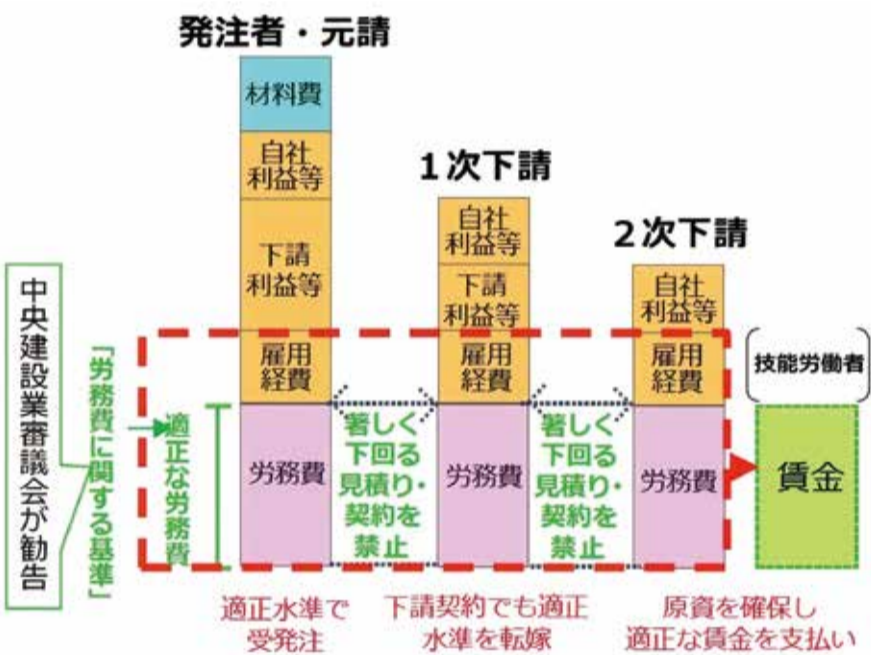 発注者・元請
材料費
自社
利益等
下請
利益等
雇用
経費
労務費
1次下請
自社
利益等
下請
利益等
雇用
経費
労務費
2次下請
自社
利益等
雇用
経費
労務費
(技能労働者)
賃金
中央建設業審議会が勧告
「労務費に関する基準」
適正な労務費
著しく
下回る
見積り・
契約を
禁止
著しく
下回る
見積り・
契約を
禁止
適正水準で
受発注
下請契約でも適正
水準を転嫁
原資を確保し
適正な賃金を支払い